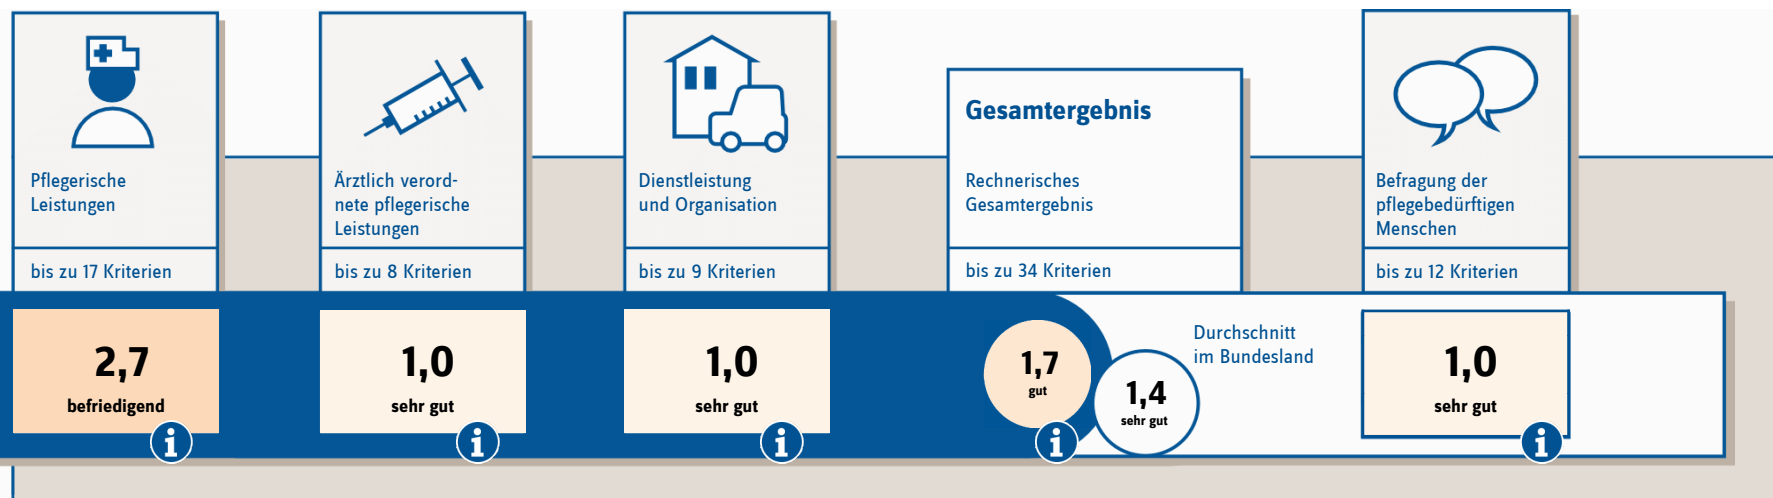 Pflegerische
Leistungen
bis zu 17 Kriterien
2,7
befriedigend
i
Ärztlich verord-
nete pflegerische
Leistungen
bis zu 8 Kriterien
1,0
sehr gut
i
Dienstleistung
und Organisation
bis zu 9 Kriterien
1,0
sehr gut
i
Gesamtergebnis
Rechnerisches
Gesamtergebnis
bis zu 34 Kriterien
1,7
gut
i
1,4
sehr gut
Durchschnitt
im Bundesland
Befragung der
pflegebedürftigen
Menschen
bis zu 12 Kriterien
1,0
sehr gut
i